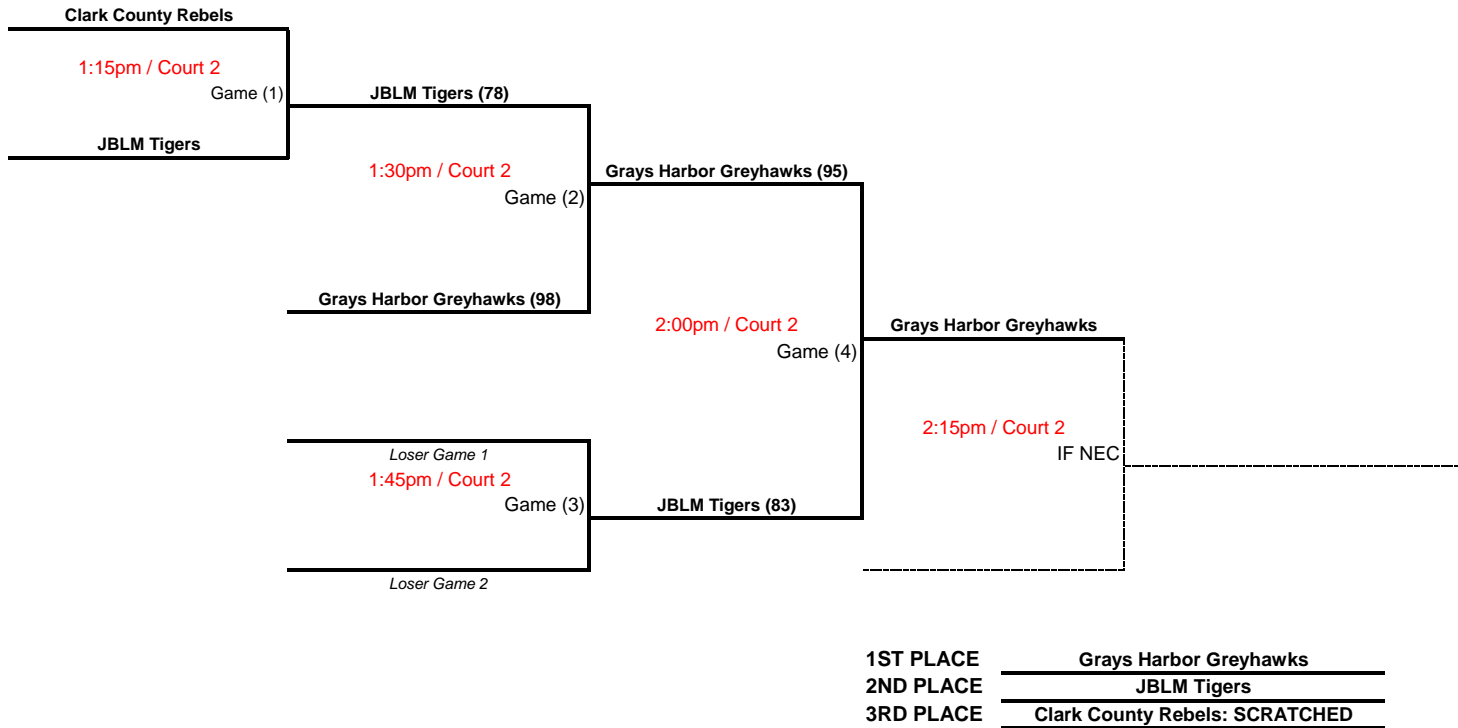 Clark County Rebels
1:15pm / Court 2
Game (1)
JBLM Tigers (78)
JBLM Tigers
1:30pm / Court 2
Game (2)
Grays Harbor Greyhawks (95)
Grays Harbor Greyhawks (98)
2:00pm / Court 2
Game (4)
Grays Harbor Greyhawks
2:15pm / Court 2
IF NEC
Loser Game 1
1:45pm / Court 2
Game (3)
JBLM Tigers (83)
Loser Game 2
1ST PLACE Grays Harbor Greyhawks
2ND PLACE JBLM Tigers
3RD PLACE Clark County Rebels: SCRATCHED